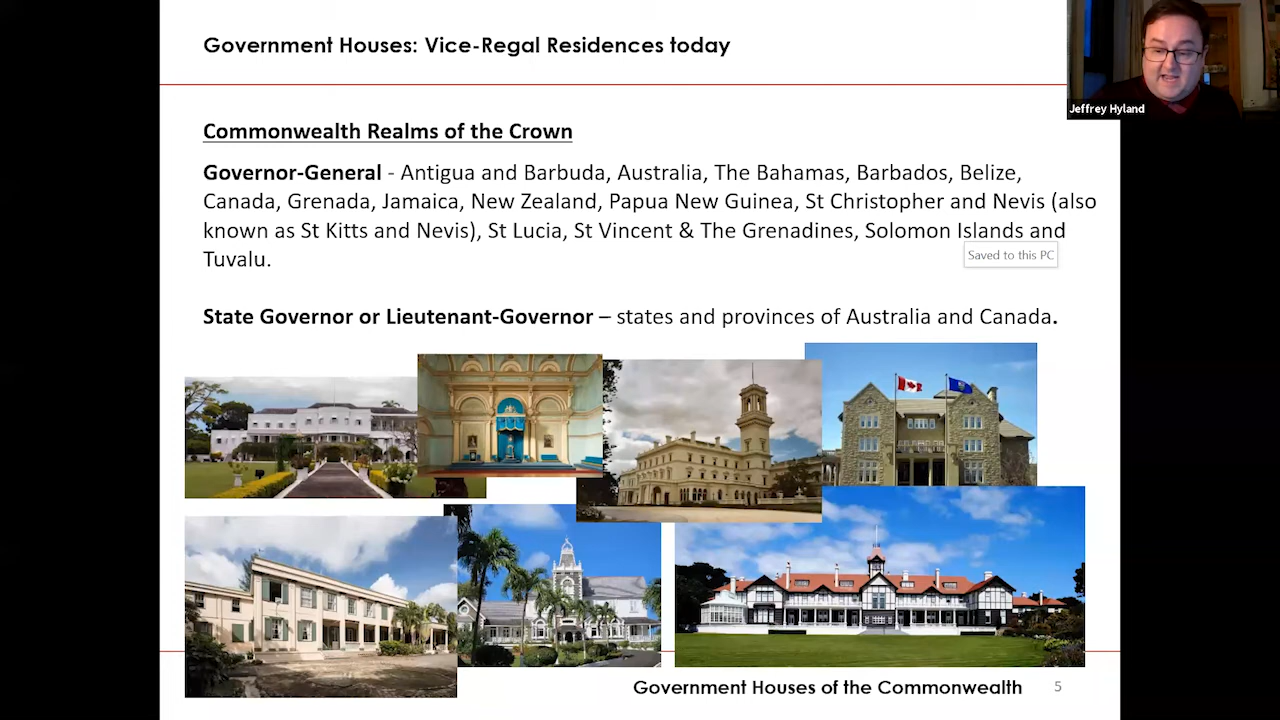 Government Houses: Vice-Regal Residences today
Jeffrey Hyland
Commonwealth Realms of the Crown
Governor-General - Antigua and Barbuda, Australia, The Bahamas, Barbados, Belize,
Canada, Grenada, Jamaica, New Zealand, Papua New Guinea, St Christopher and Nevis (also
known as St Kitts and Nevis), St Lucia, St Vincent & The Grenadines, Solomon Islands and
Tuvalu.
Saved to this PC
State Governor or Lieutenant-Governor – states and provinces of Australia and Canada.
Government Houses of the Commonwealth
5